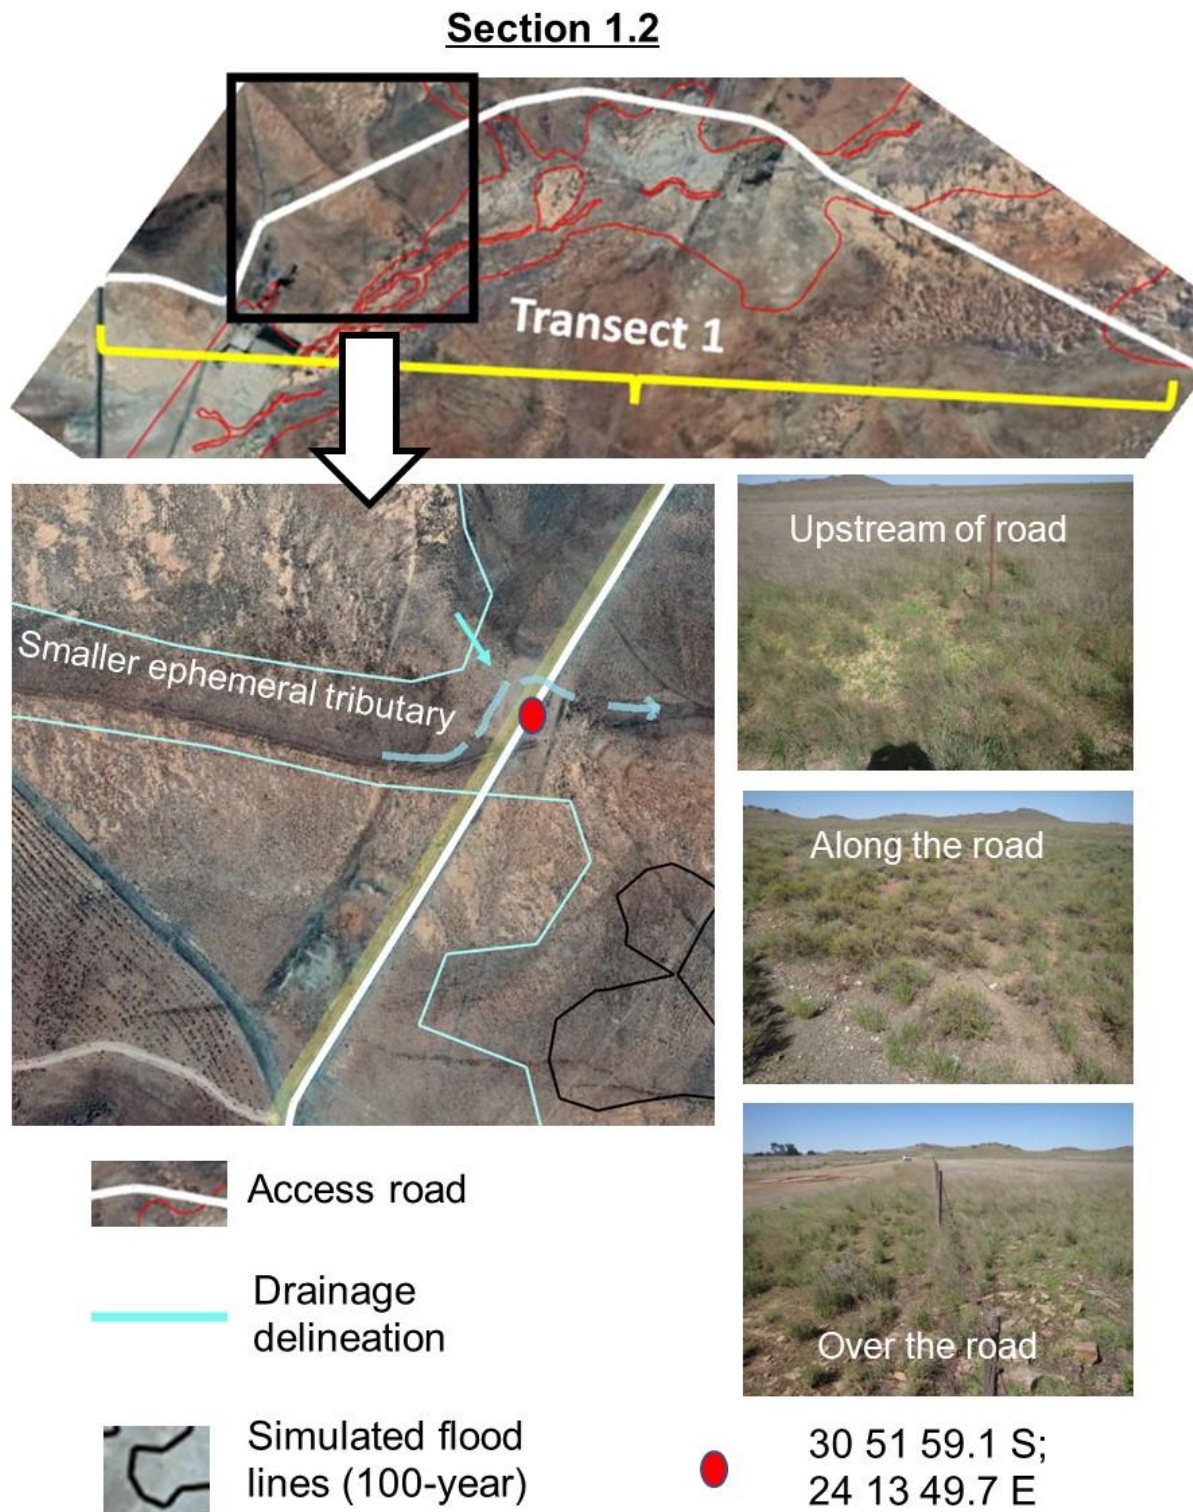 Section 1.2
Transect 1
Smaller ephemeral tributary
Upstream of road
Along the road
Over the road
Access road
Drainage
delineation
Simulated flood
lines (100-year)
30 51 59.1 S;
24 13 49.7 E